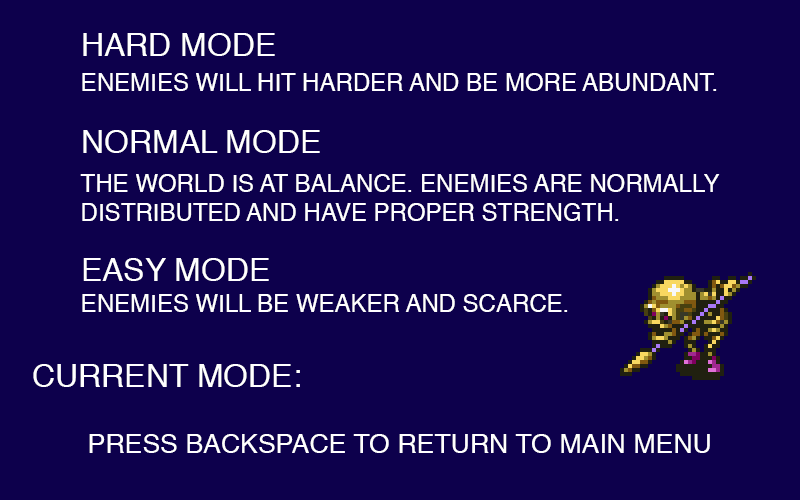 HARD MODE
ENEMIES WILL HIT HARDER AND BE MORE ABUNDANT.
NORMAL MODE
THE WORLD IS AT BALANCE. ENEMIES ARE NORMALLY
DISTRIBUTED AND HAVE PROPER STRENGTH.
EASY MODE
ENEMIES WILL BE WEAKER AND SCARCE.
CURRENT MODE:
PRESS BACKSPACE TO RETURN TO MAIN MENU